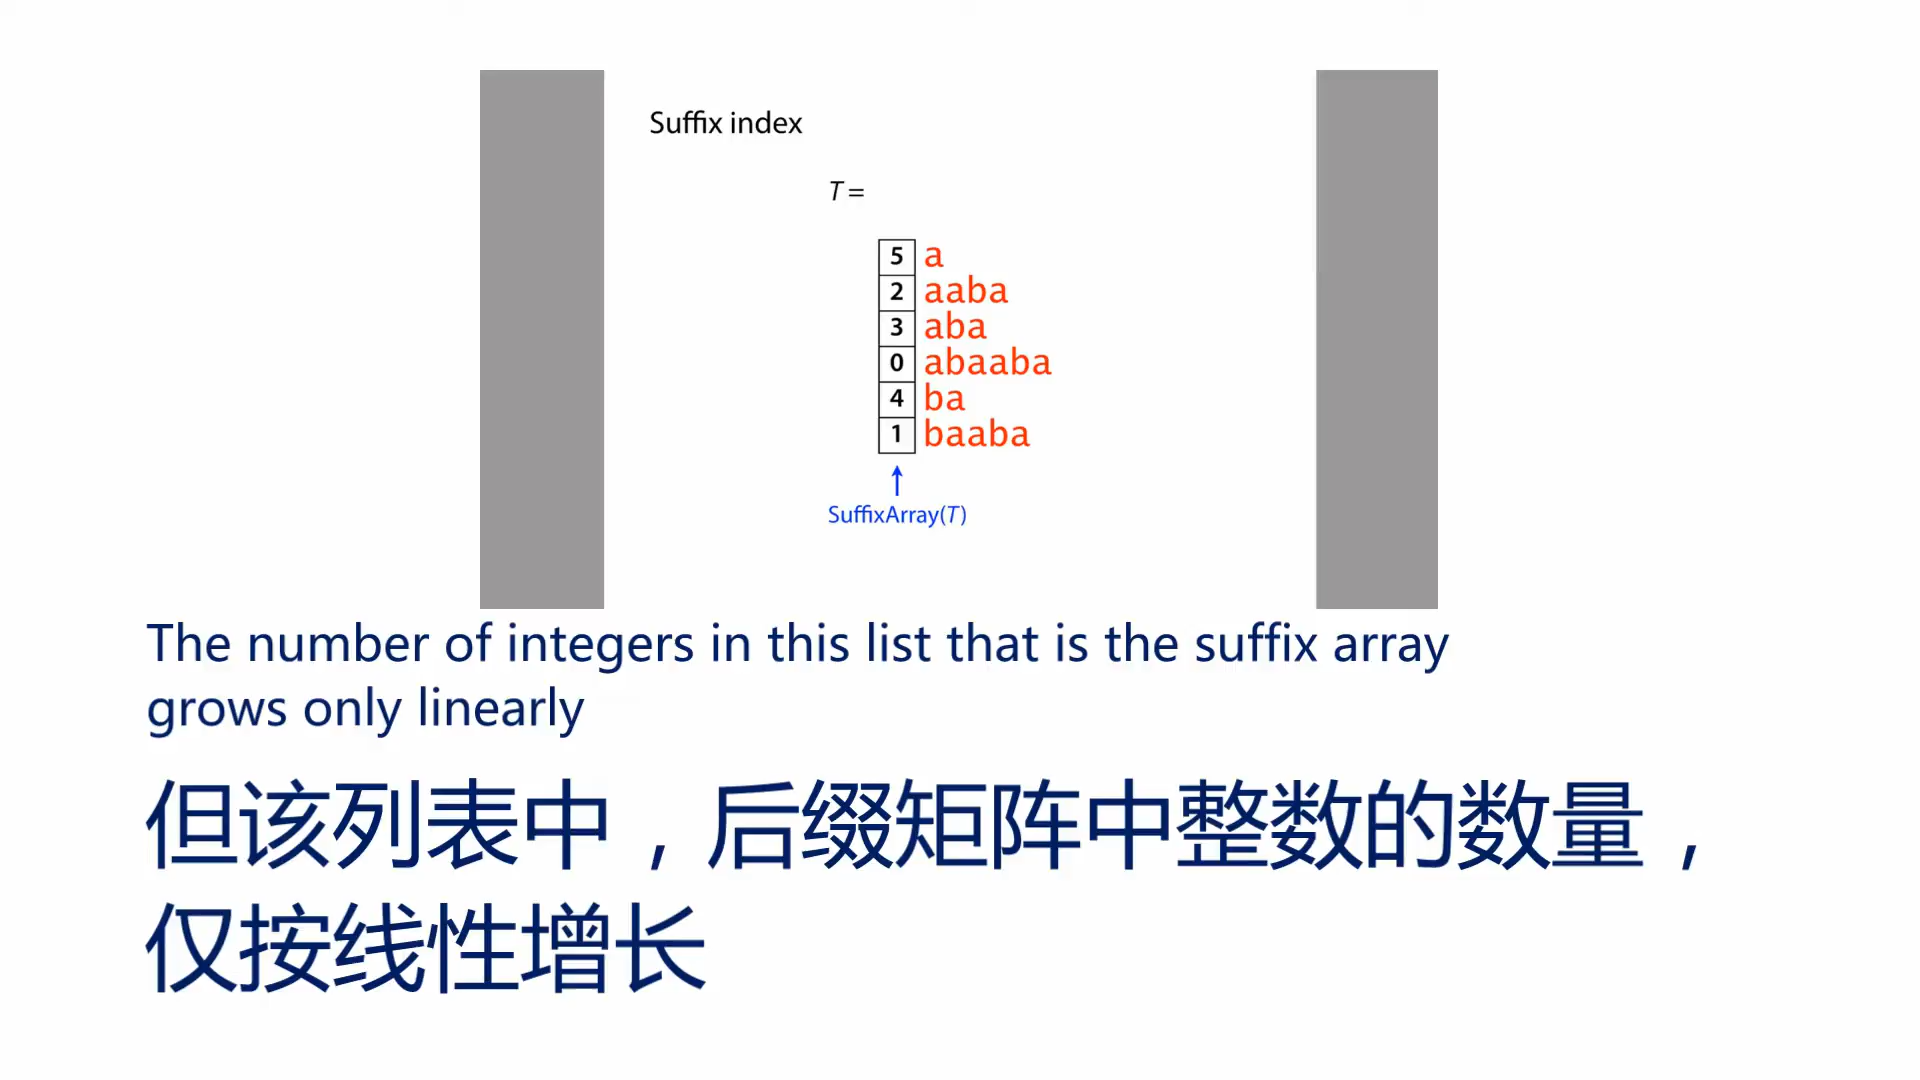 Suffix index
T =
5 a
2 aaba
3 aba
0 abaaba
4 ba
1 baaba
SuffixArray(T)
The number of integers in this list that is the suffix array
grows only linearly
但该列表中，后缀矩阵中整数的数量，
仅按线性增长